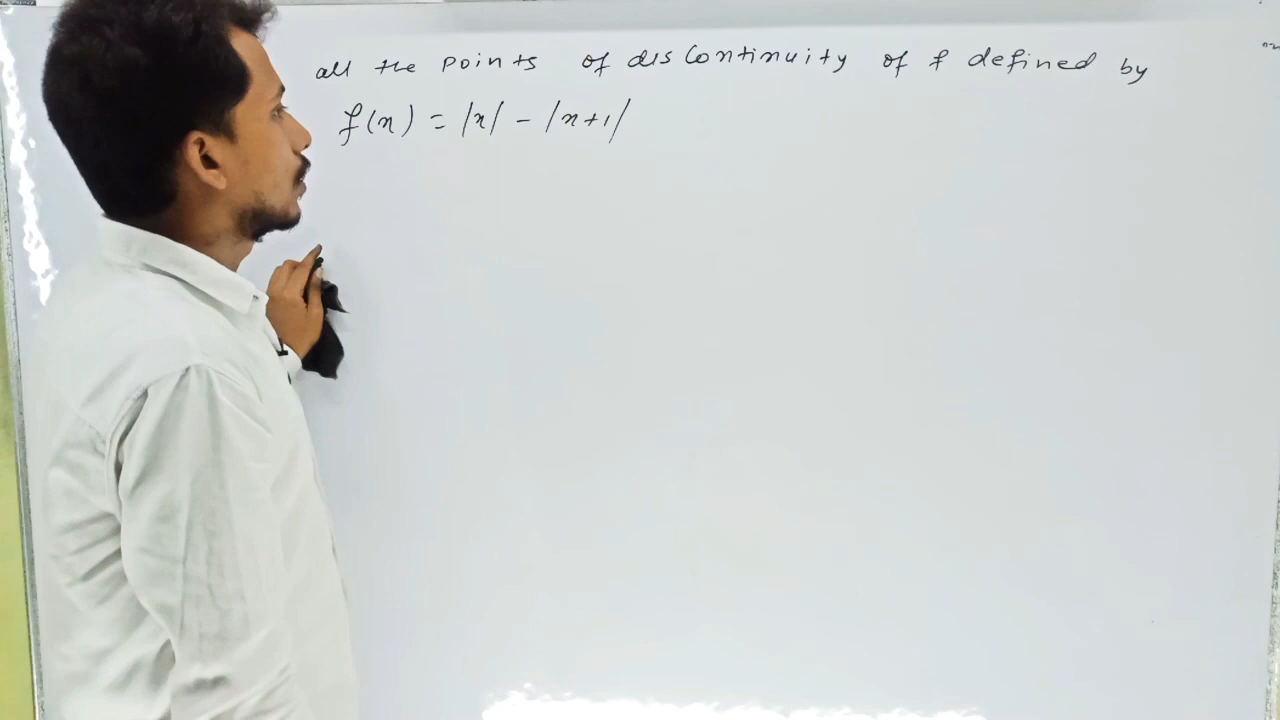 all the points of discontinuity of f defined by
f(x) = |x| - |x+1|